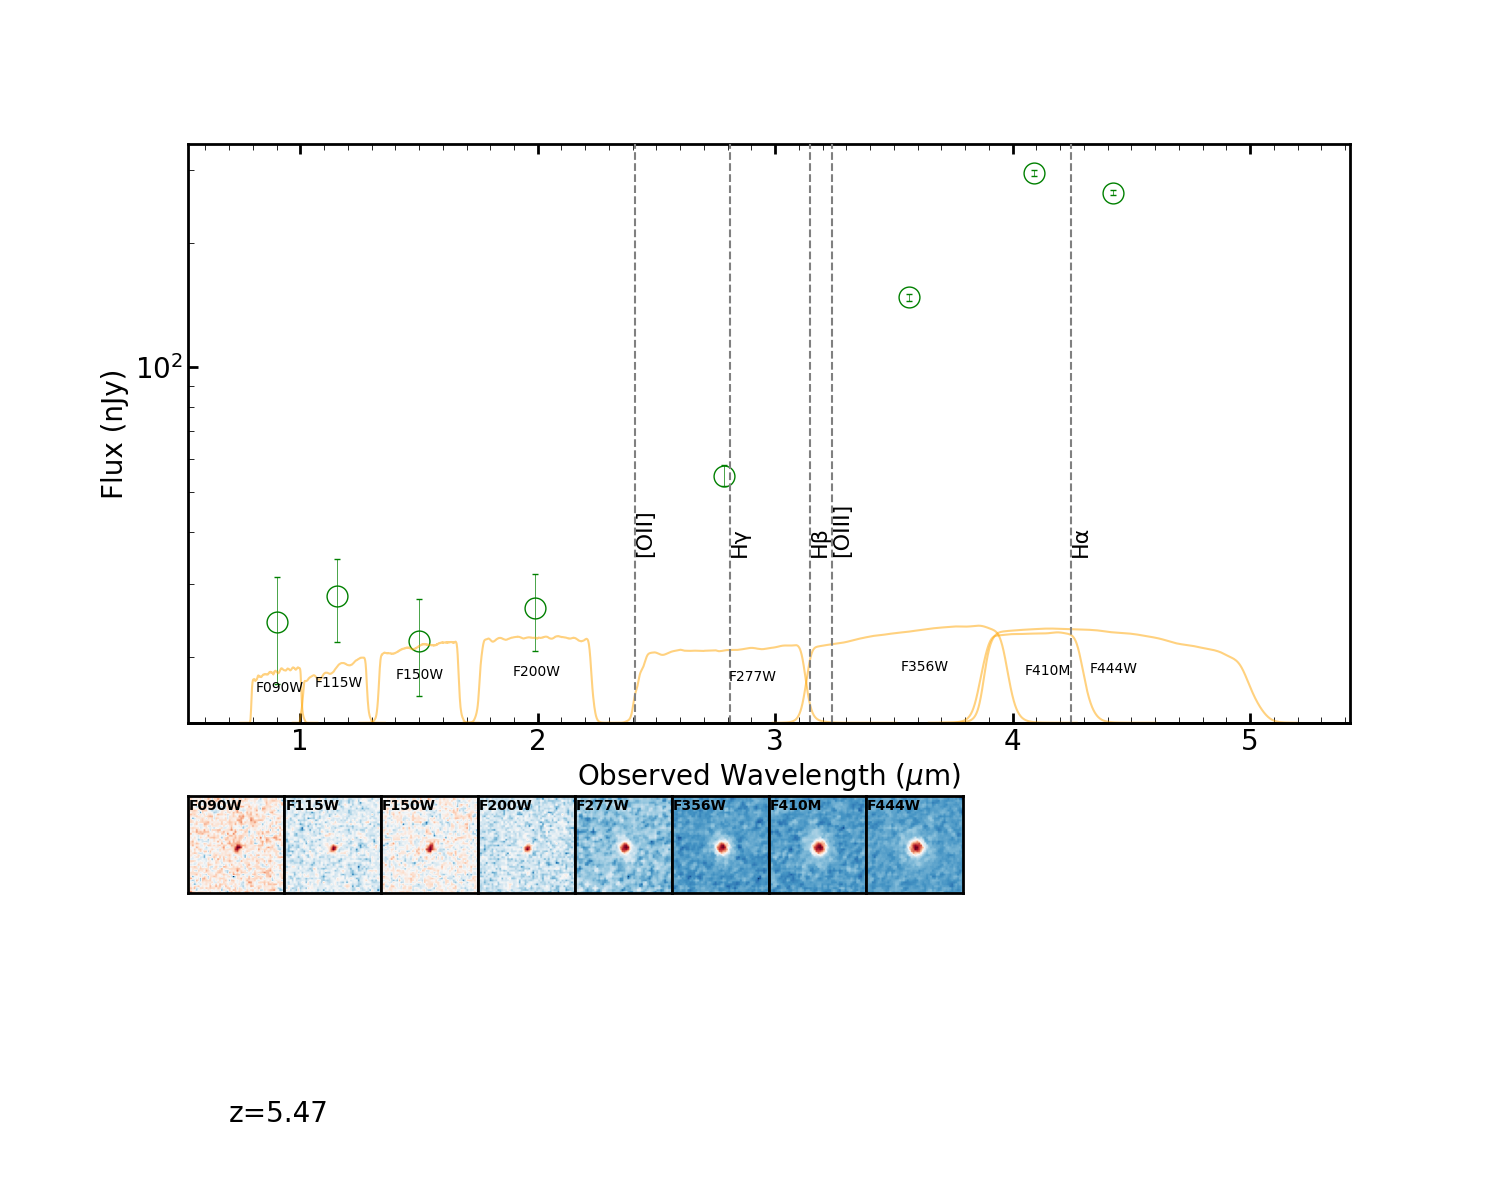 Flux (nJy)
10²
[OII]
Hγ
Hβ
[OIII]
Hα
F090W
F115W
F150W
F200W
F277W
F356W
F410M
F444W
1 2 3 4 5
Observed Wavelength (μm)
F090W F115W F150W F200W F277W F356W F410M F444W
z=5.47